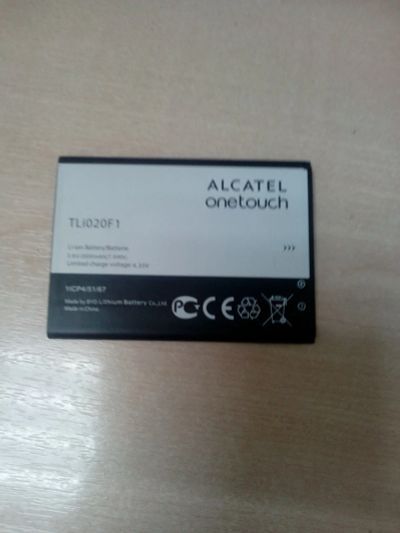 ALCATEL
onetouch
TLi020F1
Li-ion Battery/Batterie
Limited charge voltage: 4.35V
1ICP4/51/67
Made by BYD Lithium Battery Co.,Ltd
Made in China
CE